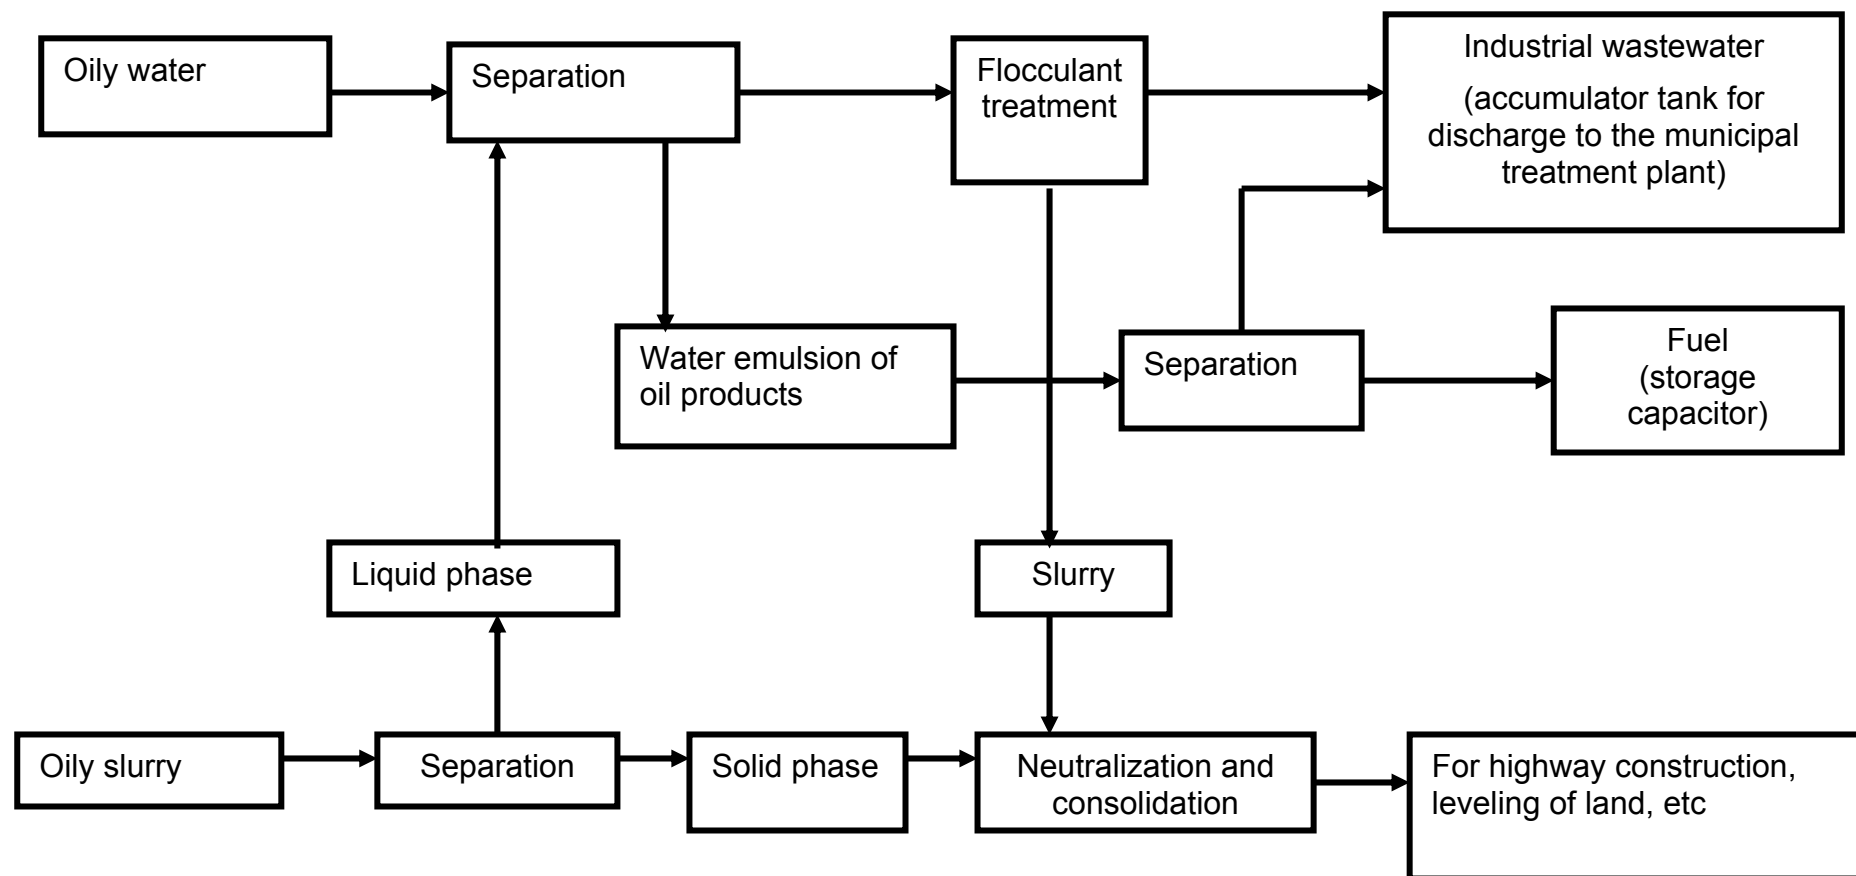 Oily water
Separation
Flocculant
treatment
Industrial wastewater
(accumulator tank for
discharge to the municipal
treatment plant)
Water emulsion of
oil products
Separation
Fuel
(storage
capacitor)
Liquid phase
Slurry
Oily slurry
Separation
Solid phase
Neutralization and
consolidation
For highway construction,
leveling of land, etc